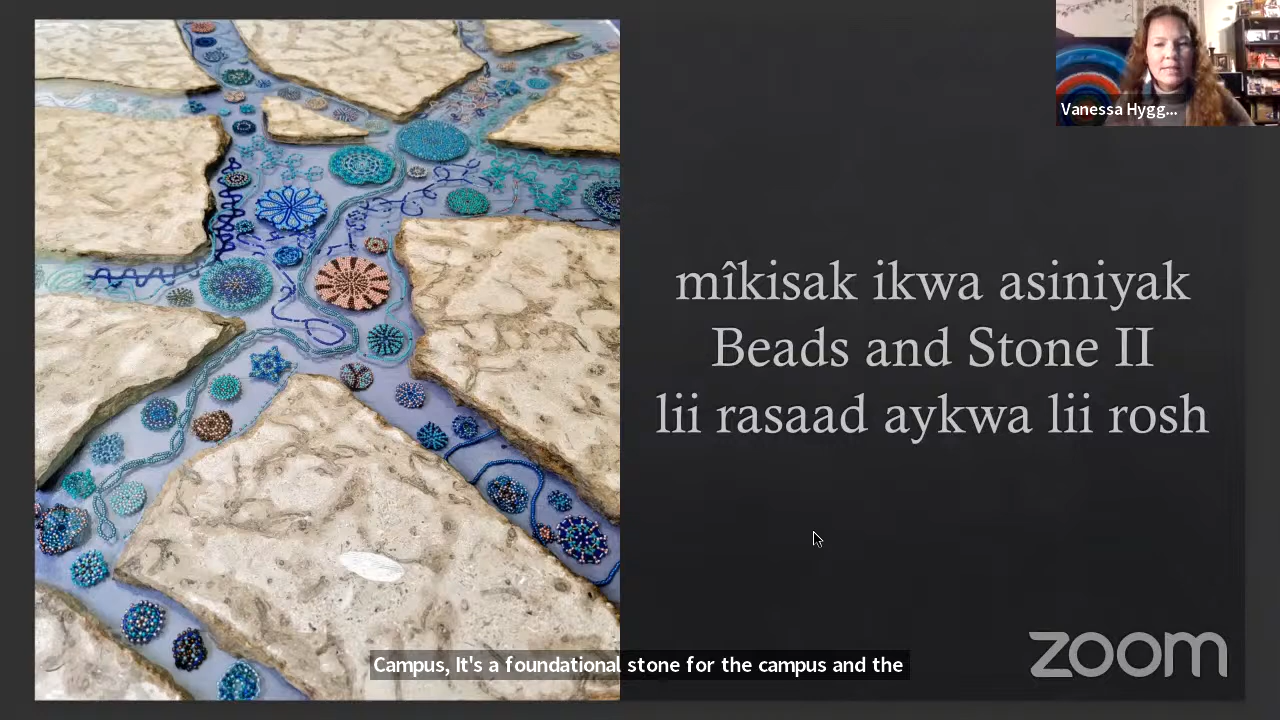 Vanessa Hygg...
mîkisak ikwa asiniyak
Beads and Stone II
lii rasaad aykwa lii rosh
Campus, It's a foundational stone for the campus and the
zoom